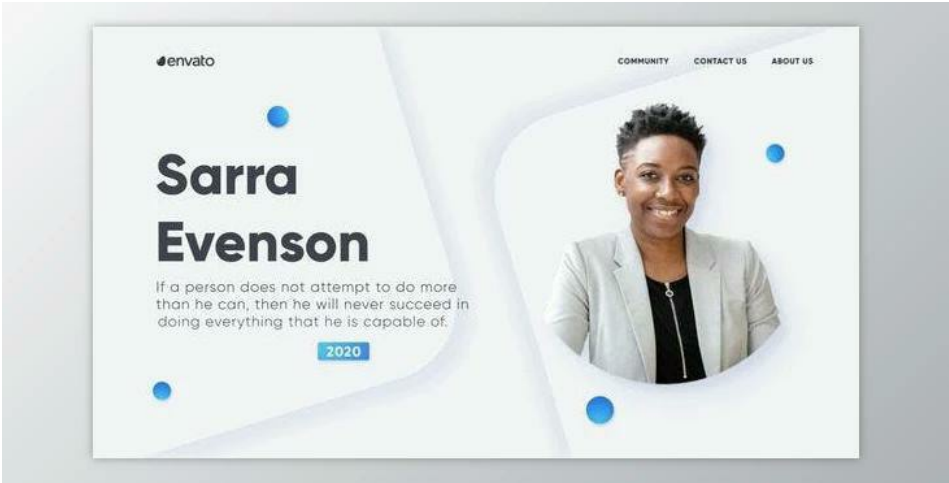 envato
COMMUNITY CONTACT US ABOUT US
Sarra
Evenson
If a person does not attempt to do more
than he can, then he will never succeed in
doing everything that he is capable of.
2020